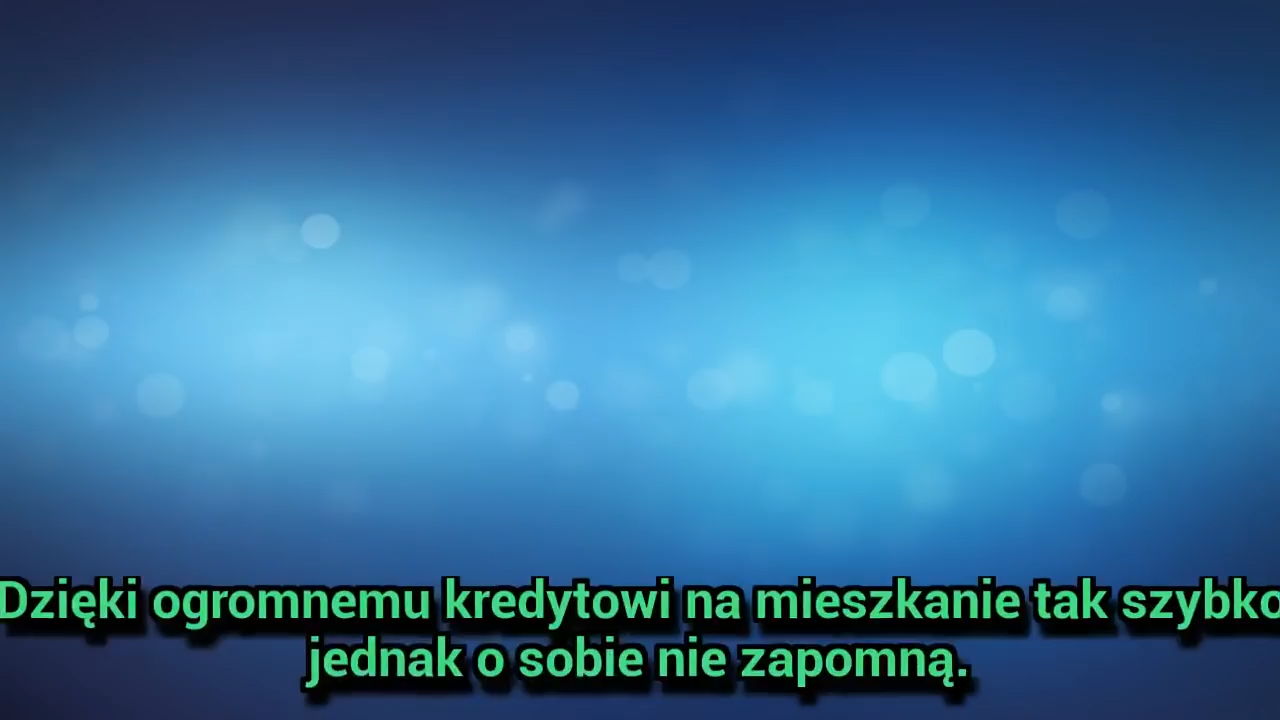 Dzięki ogromnemu kredytowi na mieszkanie tak szybko
jednak o sobie nie zapomną.